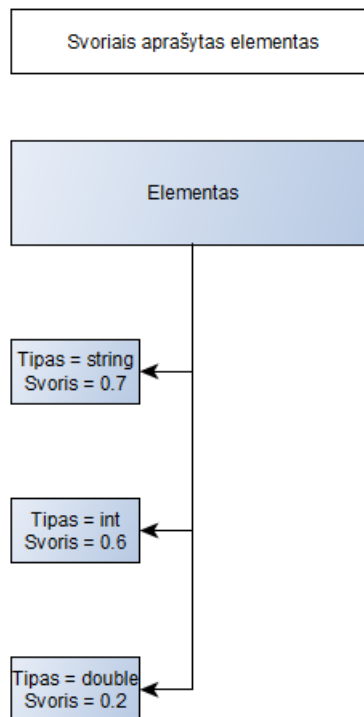 Svoriais aprašytas elementas
Elementas
Tipas = string
Svoris = 0.7
Tipas = int
Svoris = 0.6
Tipas = double
Svoris = 0.2